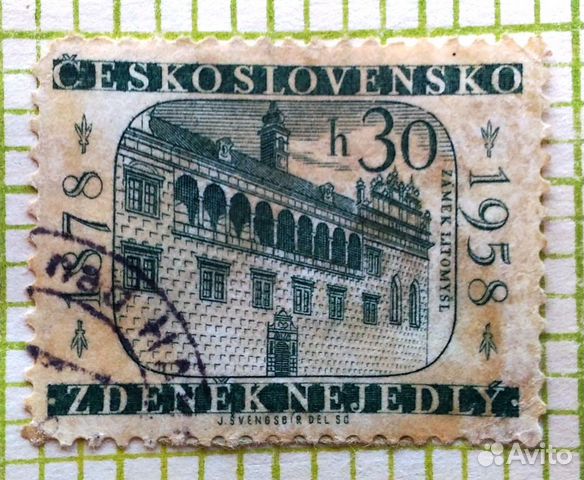 ČESKOSLOVENSKO
1878
h 30
ZÁMEK LITOMYŠL
1958
ZDENĚK NEJEDLÝ
J. ŠVENGSBÍR DEL SC
Avito